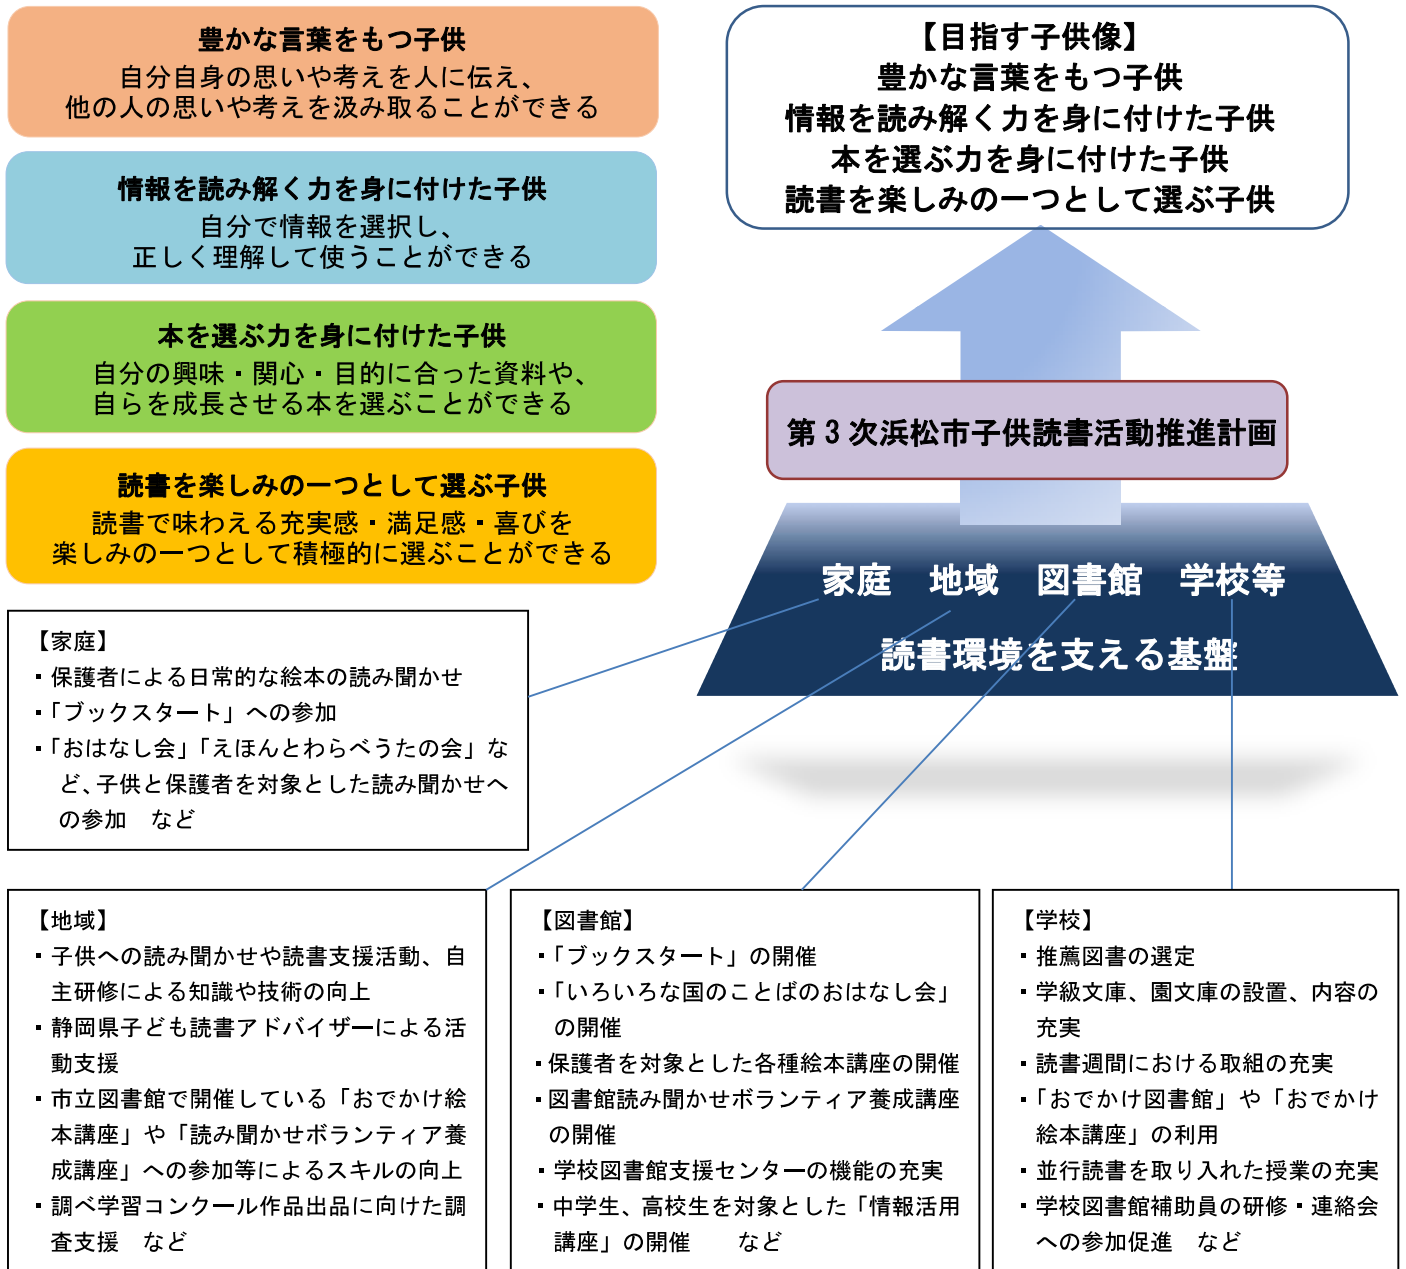 豊かな言葉をもつ子供
自分自身の思いや考えを人に伝え、
他の人の思いや考えを汲み取ることができる
情報を読み解く力を身に付けた子供
自分で情報を選択し、
正しく理解して使うことができる
本を選ぶ力を身に付けた子供
自分の興味・関心・目的に合った資料や、
自らを成長させる本を選ぶことができる
読書を楽しみの一つとして選ぶ子供
読書で味わえる充実感・満足感・喜びを
楽しみの一つとして積極的に選ぶことができる
【目指す子供像】
豊かな言葉をもつ子供
情報を読み解く力を身に付けた子供
本を選ぶ力を身に付けた子供
読書を楽しみの一つとして選ぶ子供
第3次浜松市子供読書活動推進計画
家庭　地域　図書館　学校等
読書環境を支える基盤
【家庭】
・保護者による日常的な絵本の読み聞かせ
・「ブックスタート」への参加
・「おはなし会」「えほんとわらべうたの会」な
ど、子供と保護者を対象とした読み聞かせへ
の参加　など
【地域】
・子供への読み聞かせや読書支援活動、自
主研修による知識や技術の向上
・静岡県子ども読書アドバイザーによる活
動支援
・市立図書館で開催している「おでかけ絵
本講座」や「読み聞かせボランティア養
成講座」への参加等によるスキルの向上
・調べ学習コンクール作品出品に向けた調
査支援　など
【図書館】
・「ブックスタート」の開催
・「いろいろな国のことばのおはなし会」
の開催
・保護者を対象とした各種絵本講座の開催
・図書館読み聞かせボランティア養成講座
の開催
・学校図書館支援センターの機能の充実
・中学生、高校生を対象とした「情報活用
講座」の開催　　など
【学校】
・推薦図書の選定
・学級文庫、園文庫の設置、内容の
充実
・読書週間における取組の充実
・「おでかけ図書館」や「おでかけ
絵本講座」の利用
・並行読書を取り入れた授業の充実
・学校図書館補助員の研修・連絡会
への参加促進　など